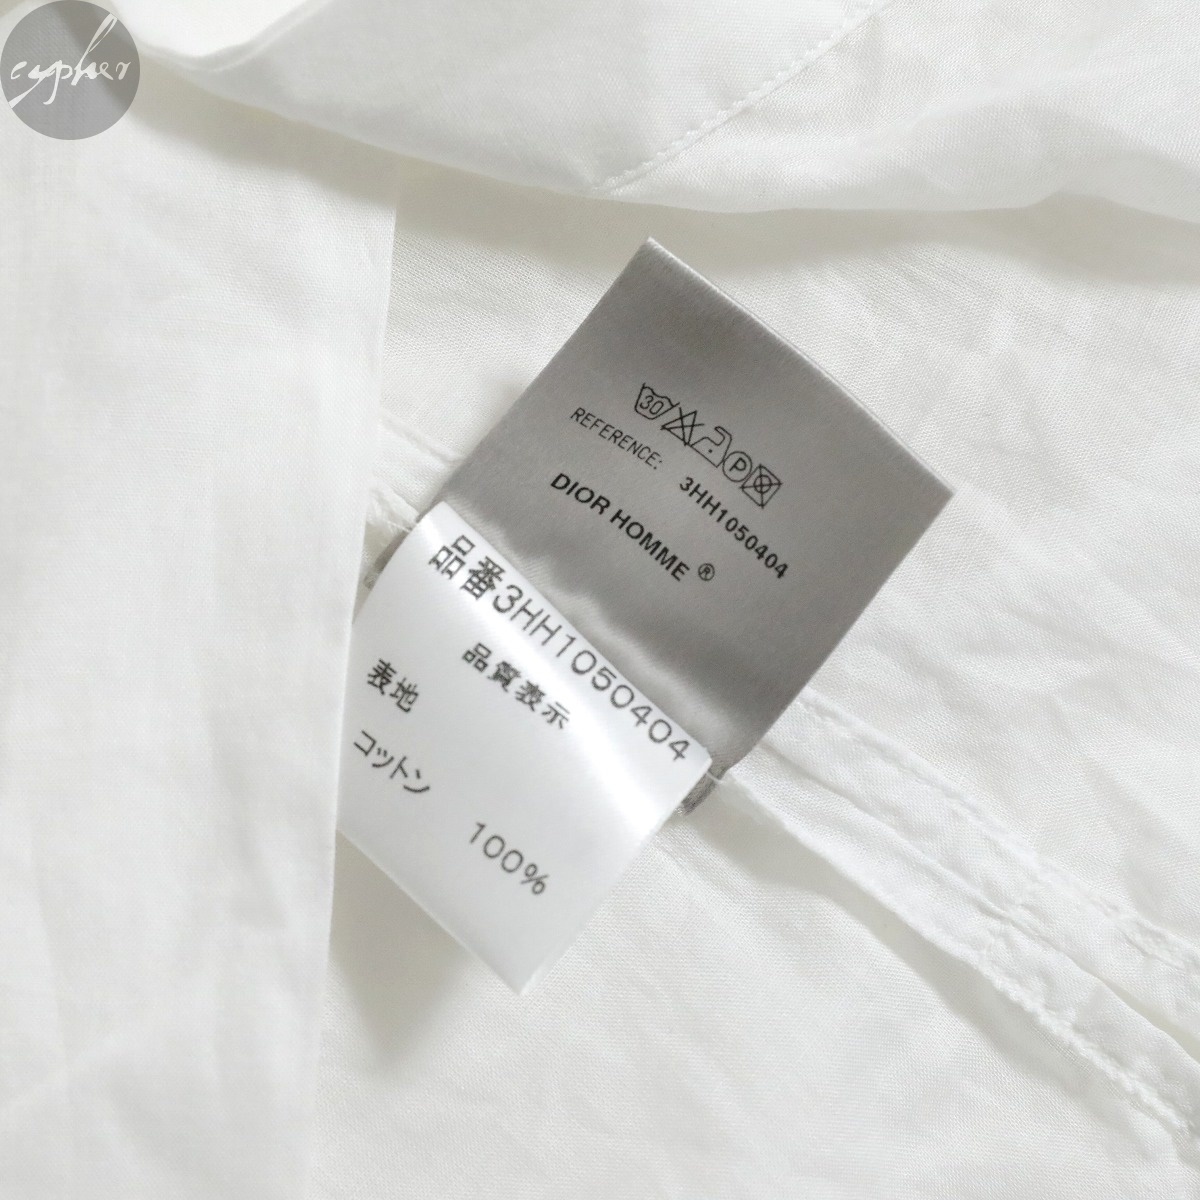 cypher
30
P
REFERENCE: 3HH1050404
DIOR HOMME ®
品番3HH1050404
品質表示
表地
コットン 100%